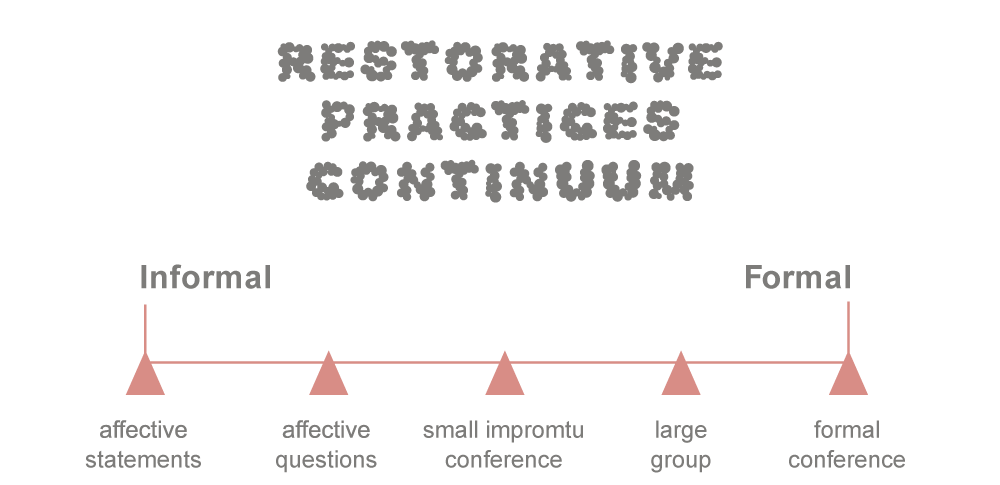 RESTORATIVE
PRACTICES
CONTINUUM
Informal
Formal
affective
statements
affective
questions
small impromtu
conference
large
group
formal
conference